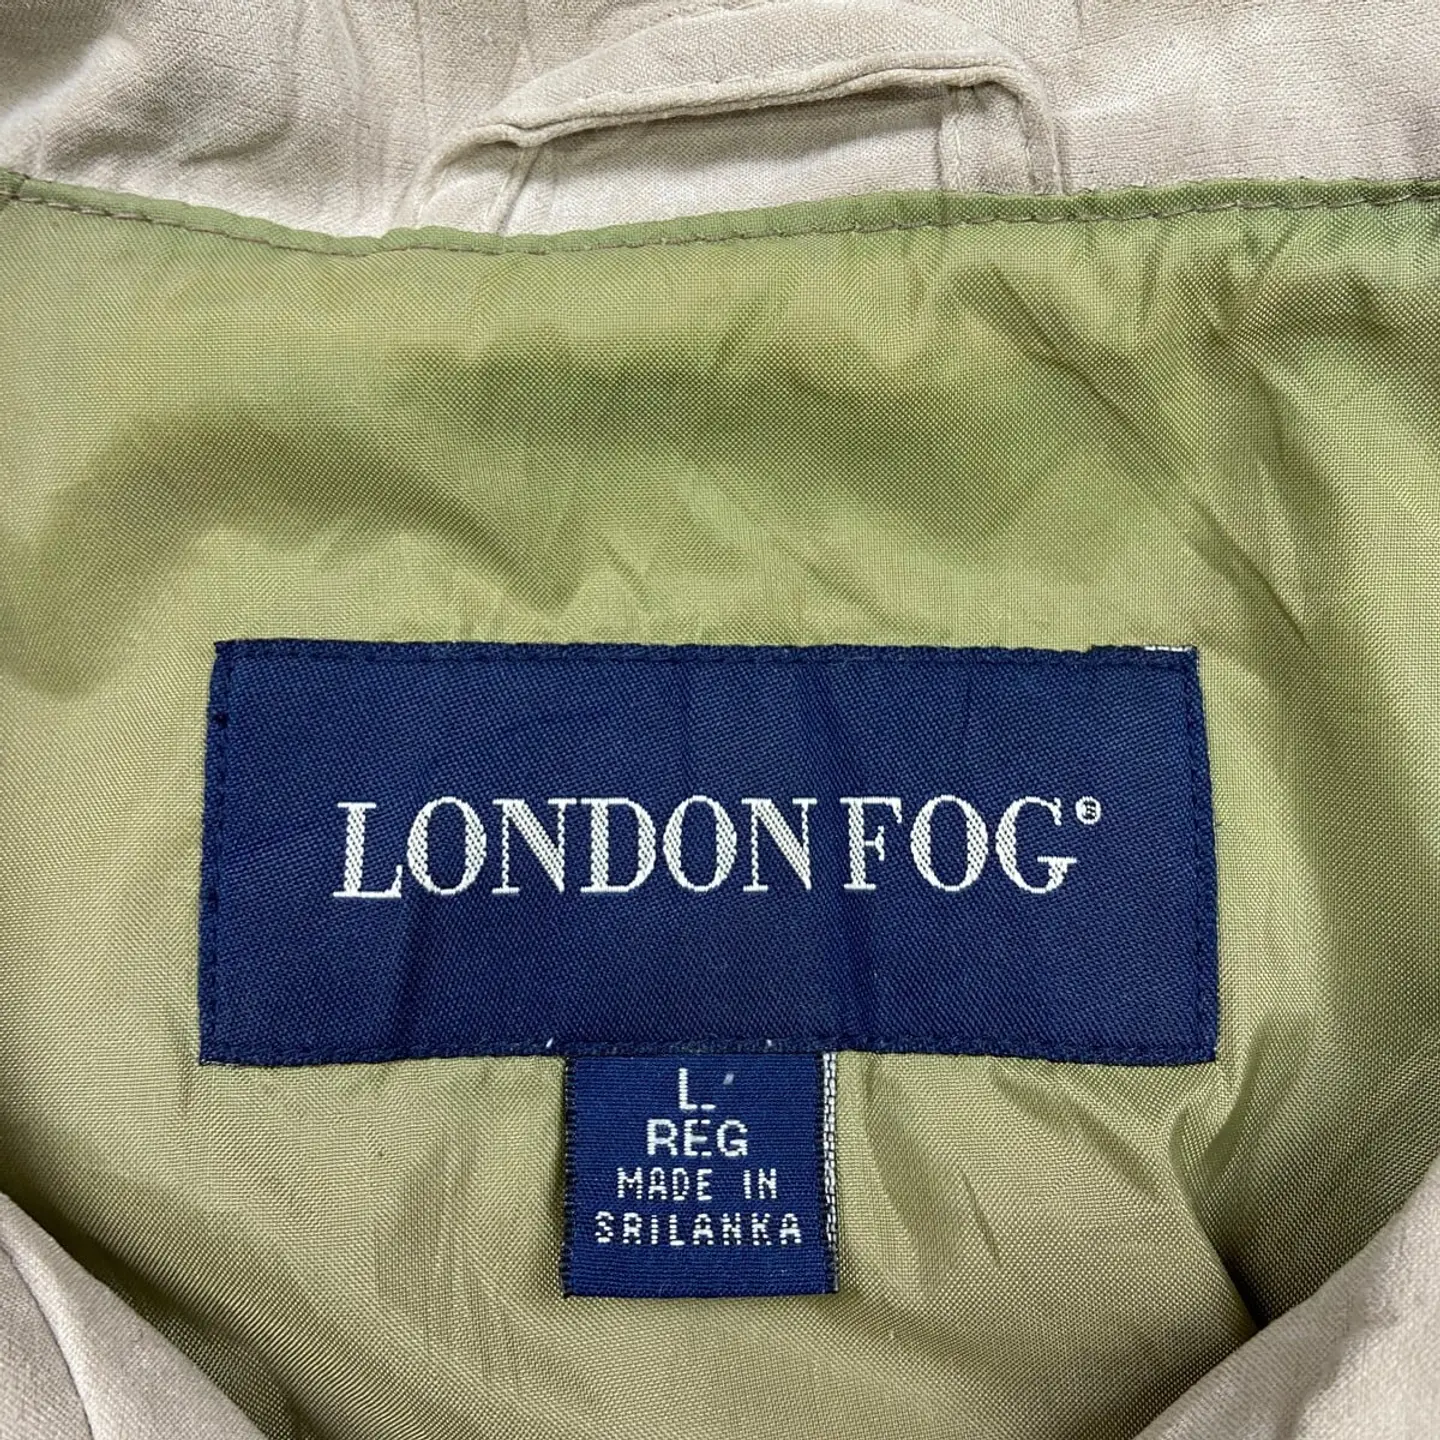 LONDON FOG®
L
REG
MADE IN
SRILANKA